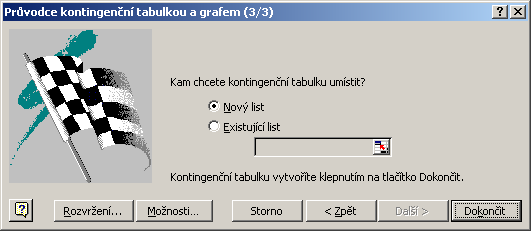 Průvodce kontingenční tabulkou a grafem (3/3)
Kam chcete kontingenční tabulku umístit?
Nový list
Existující list
Kontingenční tabulku vytvoříte klepnutím na tlačítko Dokončit.
? Rozvržení... Možnosti... Storno < Zpět Další > Dokončit